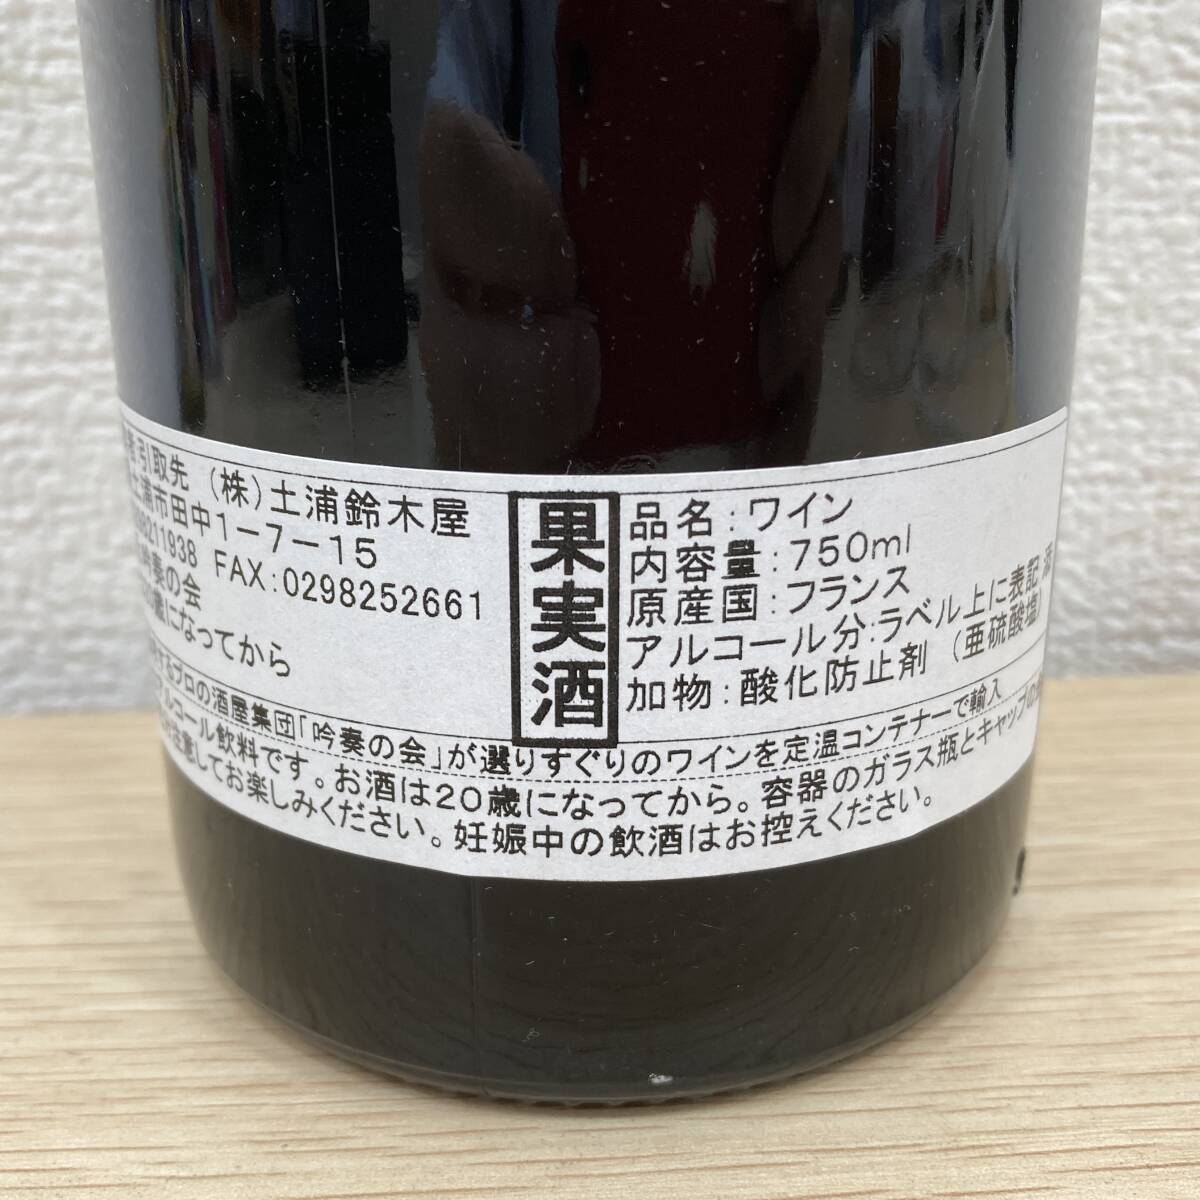 引取先 (株)土浦鈴木屋
土浦市田中1-7-15
98211938 FAX:0298252661
吟奏の会
歳になってから
果実酒
品名:ワイン
内容量:750ml
原産国:フランス
アルコール分:ラベル上に表記 添
加物:酸化防止剤(亜硫酸塩)
するプロの酒屋集団「吟奏の会」が選りすぐりのワインを定温コンテナーで輸入
アルコール飲料です。お酒は20歳になってから。容器のガラス瓶とキャップの
注意してお楽しみください。妊娠中の飲酒はお控えください。